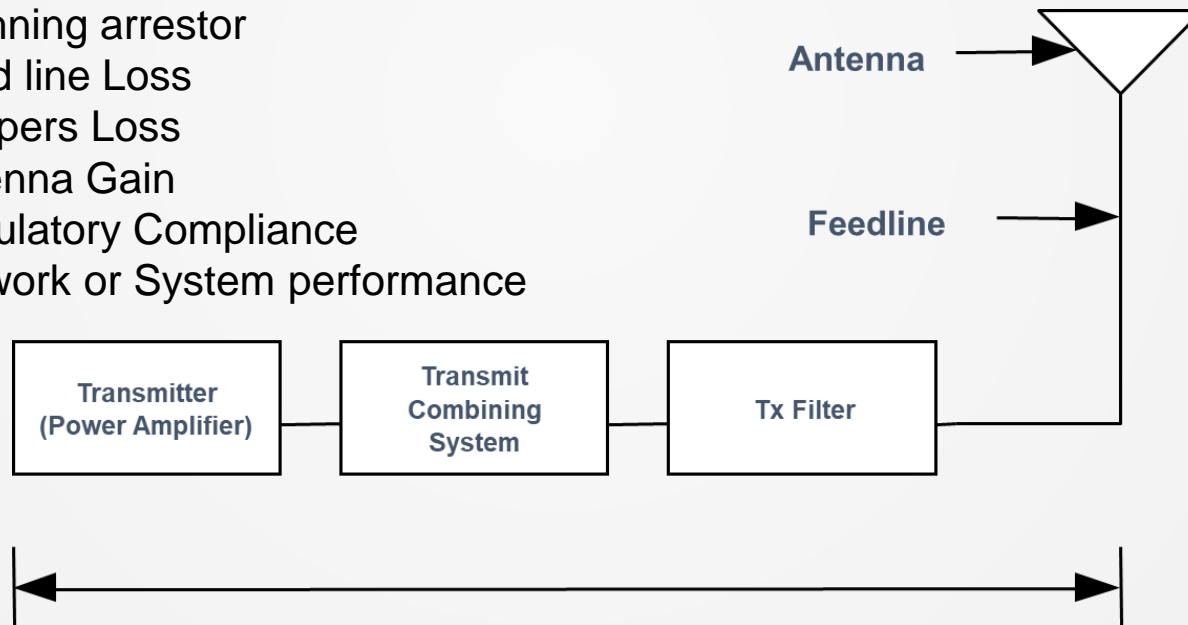 nning arrestor
d line Loss
pers Loss
enna Gain
ulatory Compliance
work or System performance
Antenna
Feedline
Transmitter
(Power Amplifier)
Transmit
Combining
System
Tx Filter